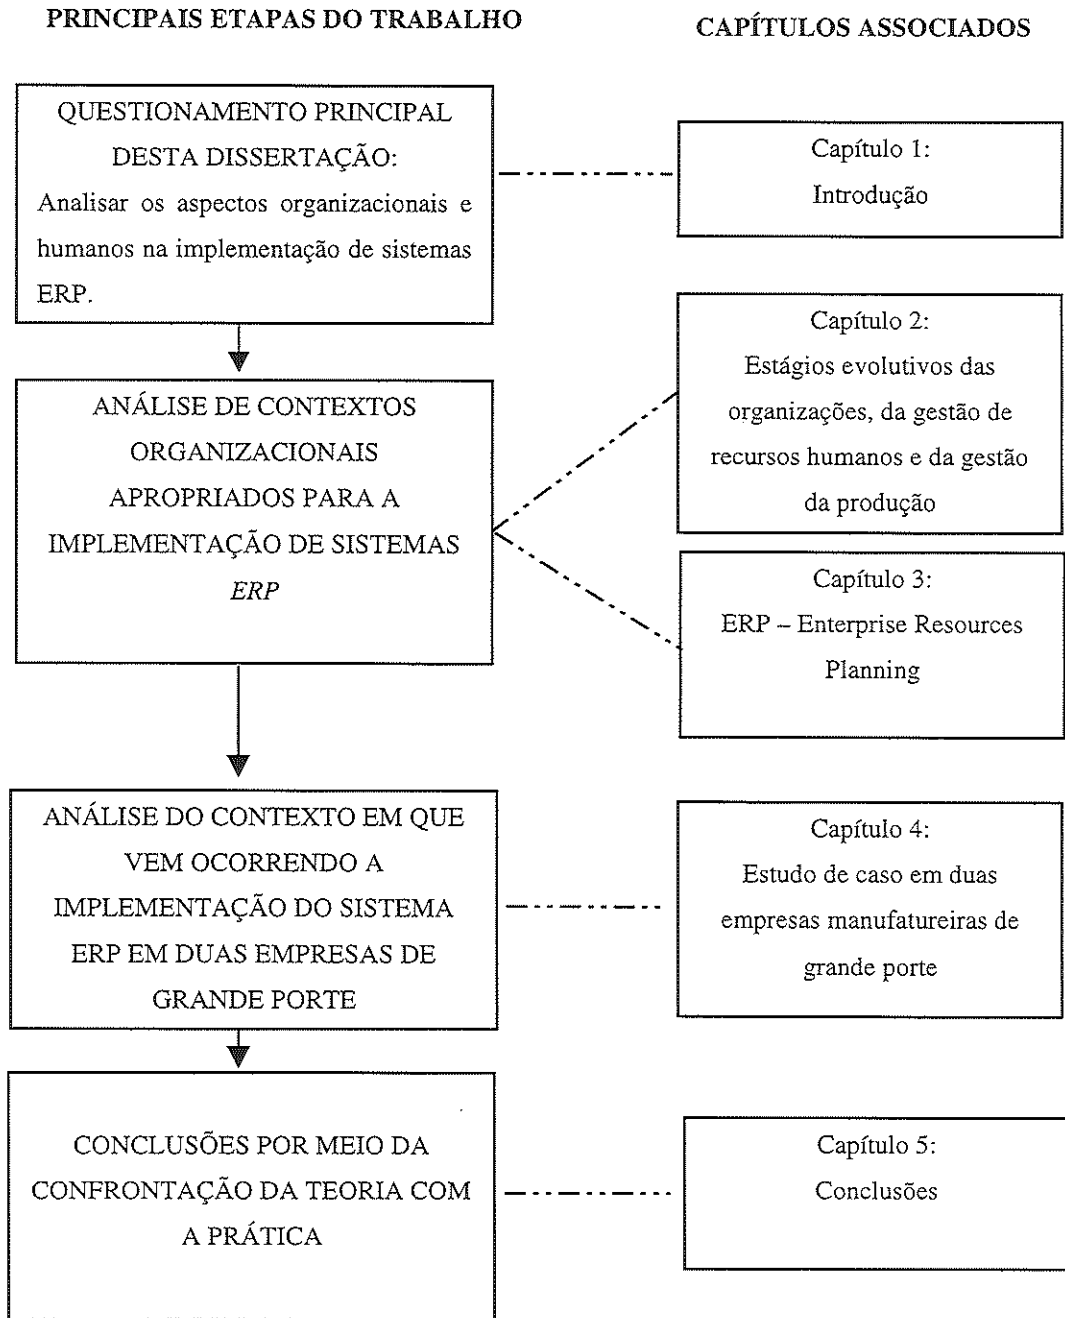 PRINCIPAIS ETAPAS DO TRABALHO
CAPÍTULOS ASSOCIADOS
QUESTIONAMENTO PRINCIPAL
DESTA DISSERTAÇÃO:
Analisar os aspectos organizacionais e
humanos na implementação de sistemas
ERP.
Capítulo 1:
Introdução
ANÁLISE DE CONTEXTOS
ORGANIZACIONAIS
APROPRIADOS PARA A
IMPLEMENTAÇÃO DE SISTEMAS
ERP
Capítulo 2:
Estágios evolutivos das
organizações, da gestão de
recursos humanos e da gestão
da produção
Capítulo 3:
ERP – Enterprise Resources
Planning
ANÁLISE DO CONTEXTO EM QUE
VEM OCORRENDO A
IMPLEMENTAÇÃO DO SISTEMA
ERP EM DUAS EMPRESAS DE
GRANDE PORTE
Capítulo 4:
Estudo de caso em duas
empresas manufatureiras de
grande porte
CONCLUSÕES POR MEIO DA
CONFRONTAÇÃO DA TEORIA COM
A PRÁTICA
Capítulo 5:
Conclusões